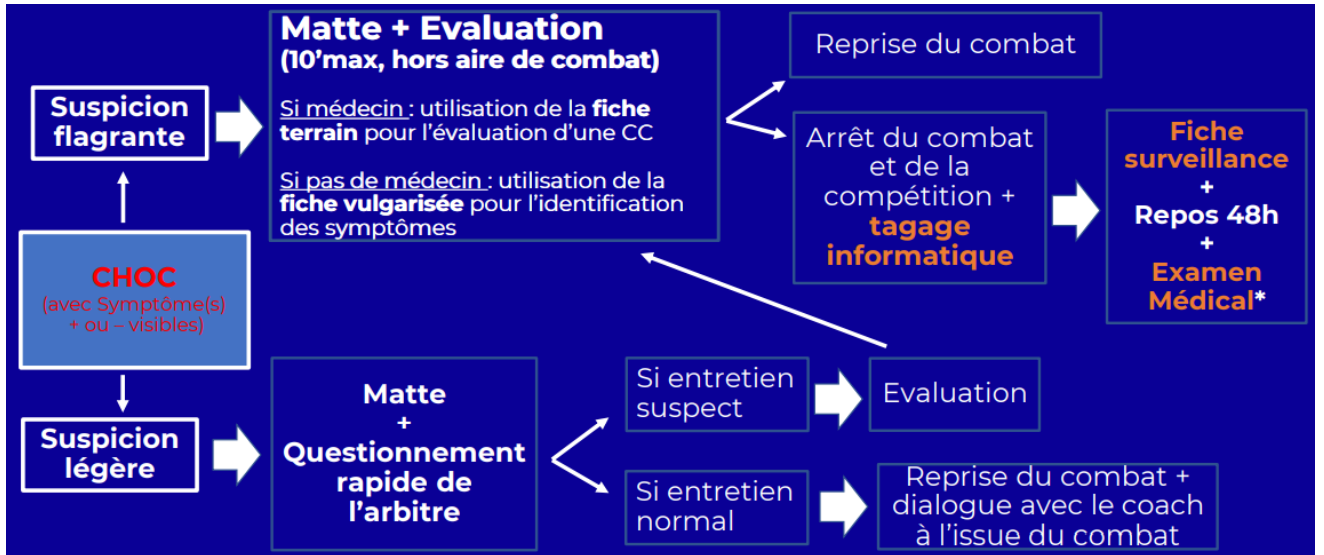 Matte + Evaluation
(10'max, hors aire de combat)
Si médecin : utilisation de la fiche
terrain pour l'évaluation d'une CC
Si pas de médecin : utilisation de la
fiche vulgarisée pour l'identification
des symptômes
Suspicion
flagrante
Reprise du combat
Arrêt du combat
et de la
compétition +
tagage
informatique
Fiche
surveillance
+
Repos 48h
+
Examen
Médical*
CHOC
(avec Symptôme(s)
+ ou – visibles)
Suspicion
légère
Matte
+
Questionnement
rapide de
l'arbitre
Si entretien
suspect
Evaluation
Si entretien
normal
Reprise du combat +
dialogue avec le coach
à l'issue du combat